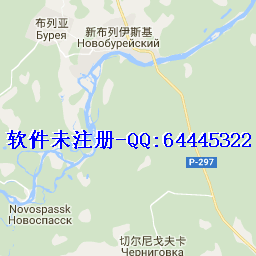 布列亚
Бурея
新布列伊斯基
Новобурейский
软件未注册-QQ:64445322
P-297
Novospassk
Новоспасск
切尔尼戈夫卡
Черниговка